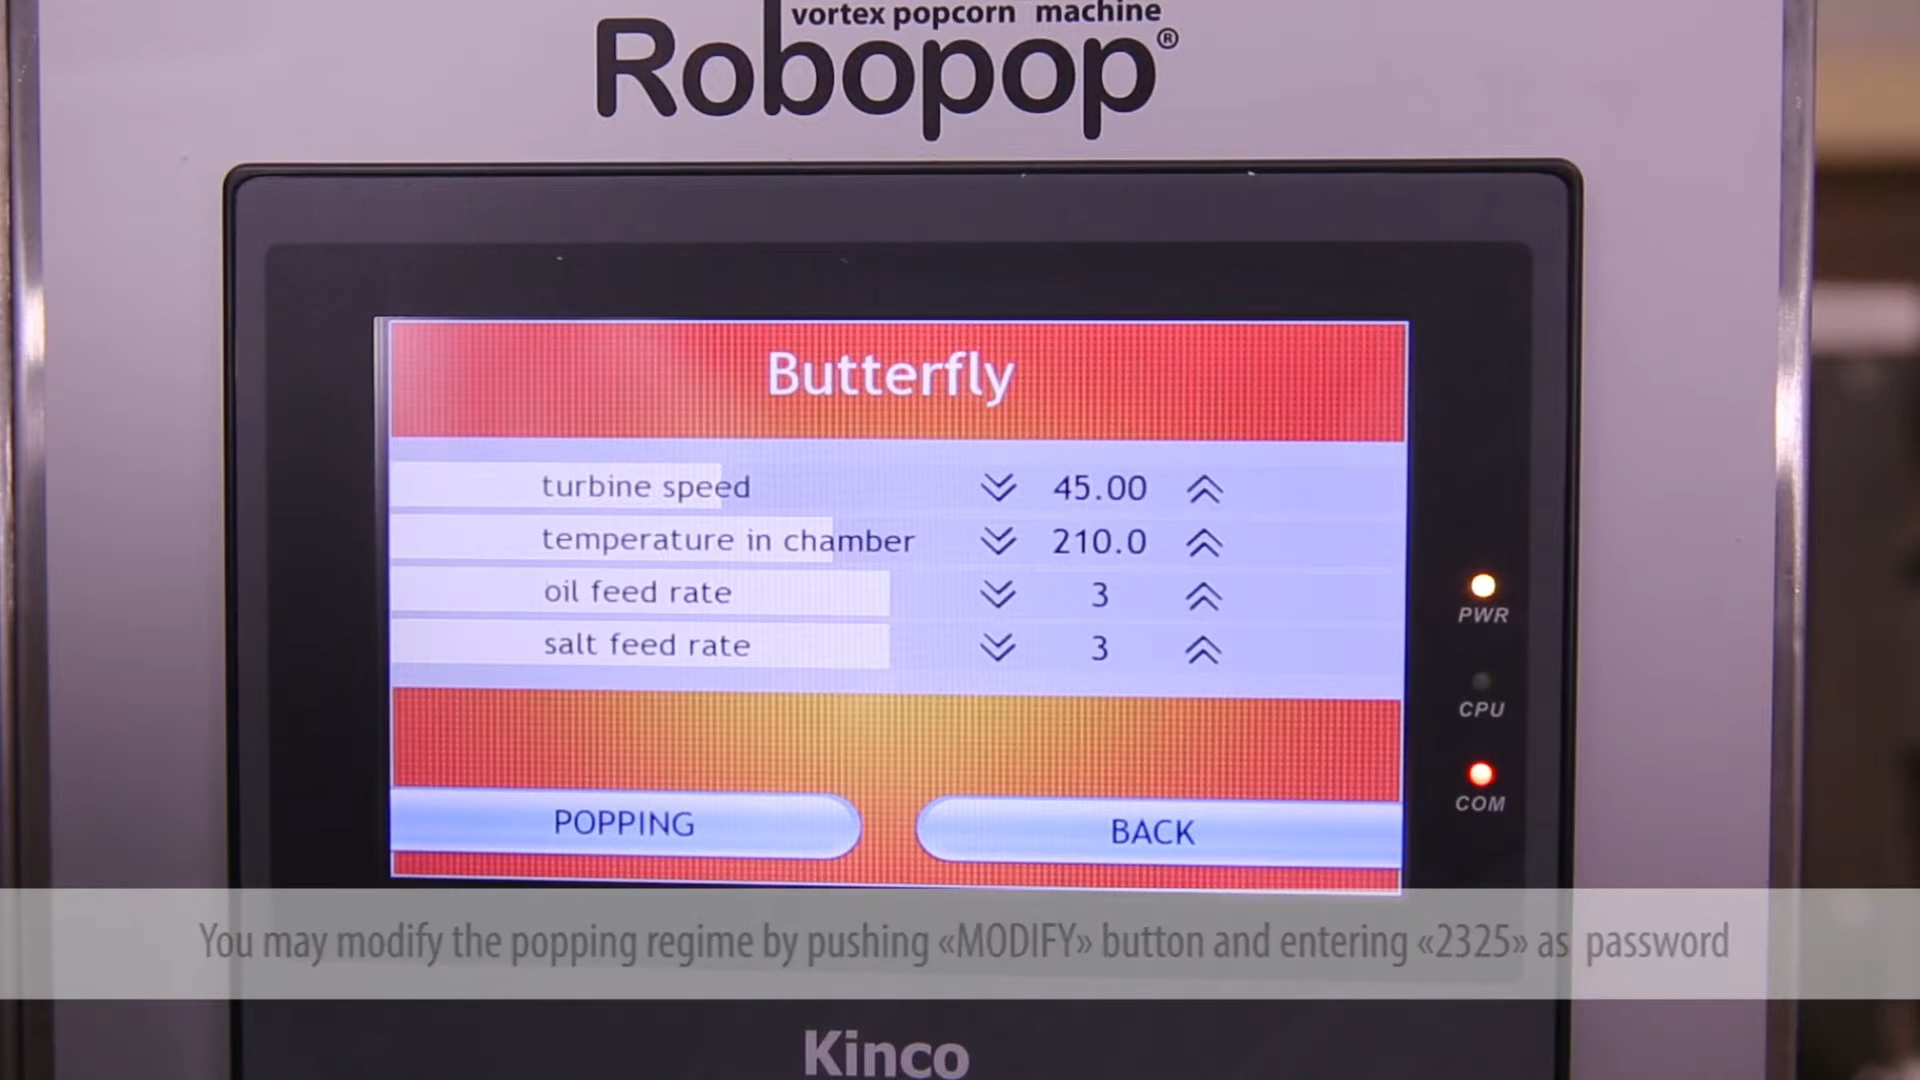 vortex popcorn machine
Robopop®
Butterfly
turbine speed 45.00
temperature in chamber 210.0
oil feed rate 3
salt feed rate 3
PWR
CPU
COM
POPPING BACK
You may modify the popping regime by pushing «MODIFY» button and entering «2325» as password
Kinco